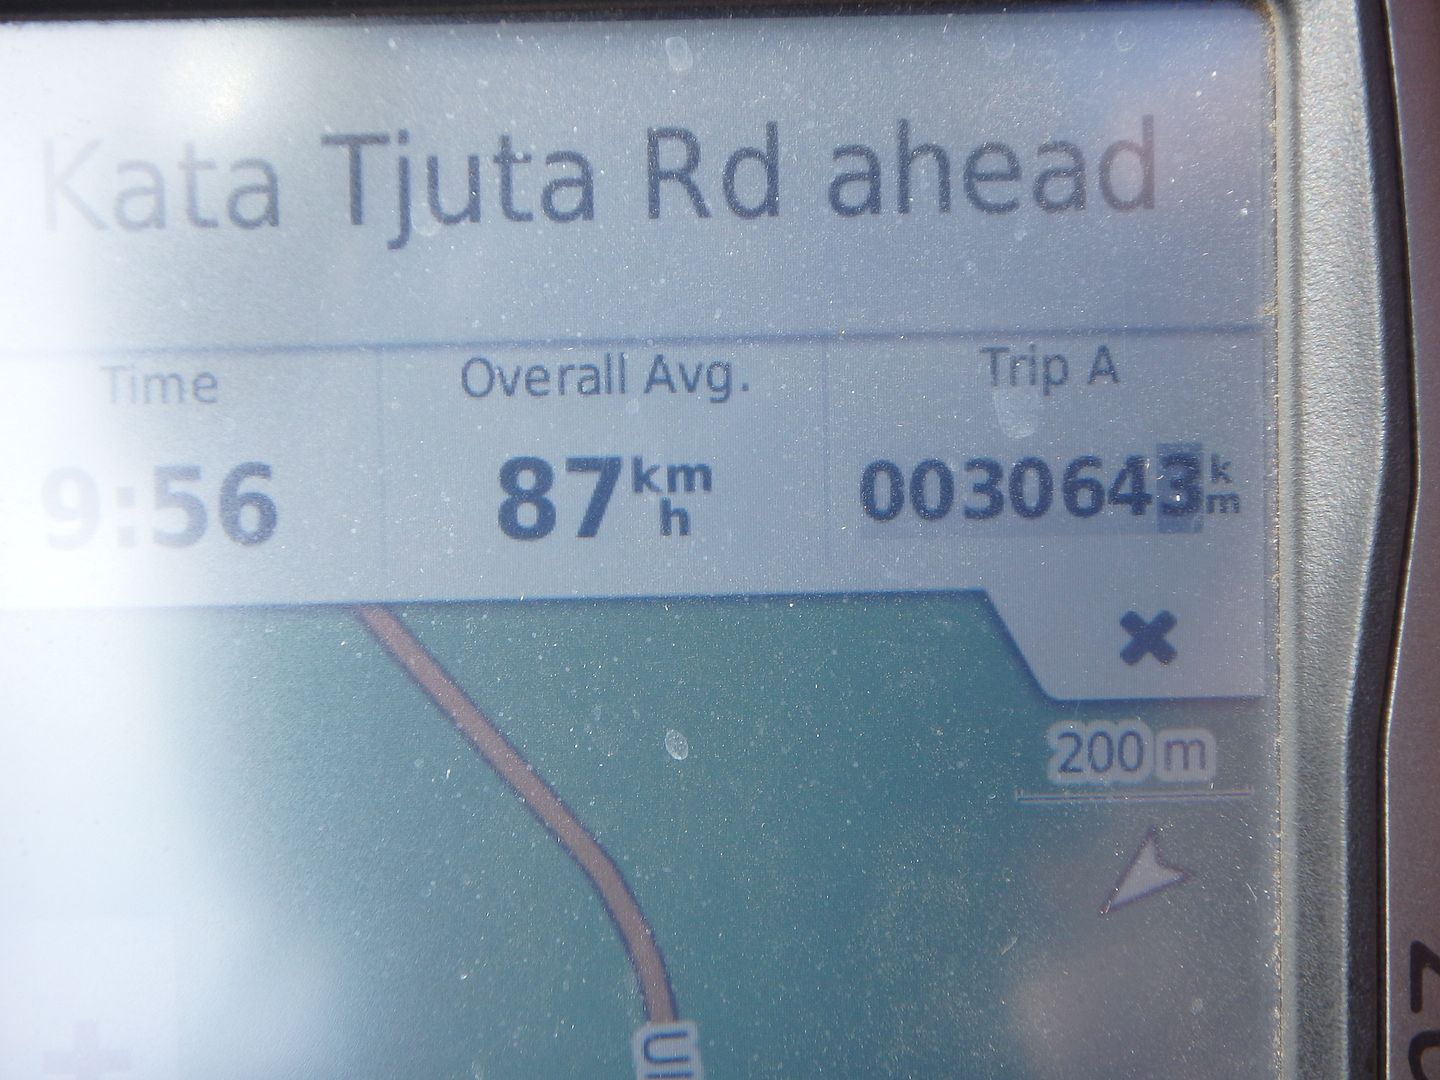 Kata Tjuta Rd ahead
Time Overall Avg. Trip A
9:56 87 km h 0030643 km
200 m